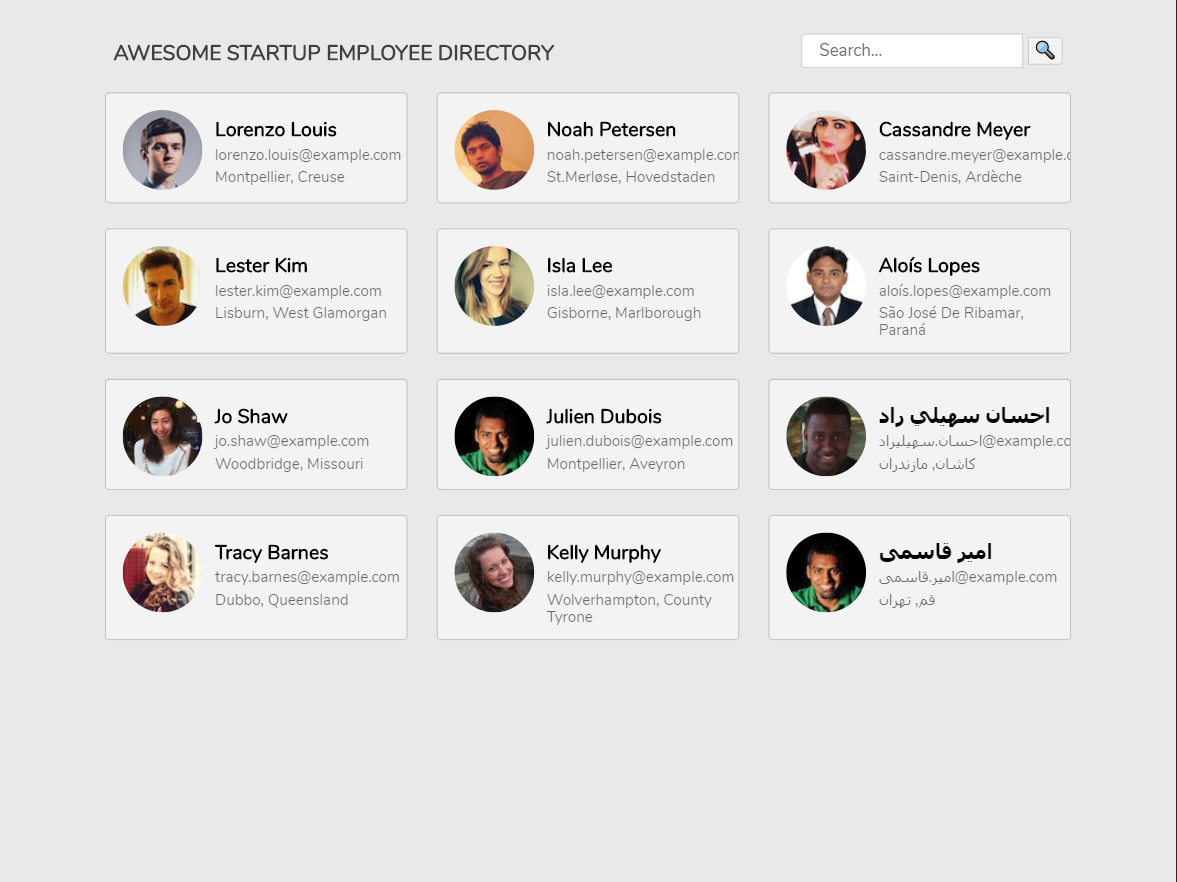 AWESOME STARTUP EMPLOYEE DIRECTORY
Search...
Lorenzo Louis
lorenzo.louis@example.com
Montpellier, Creuse
Noah Petersen
noah.petersen@example.cor
St.Merløse, Hovedstaden
Cassandre Meyer
cassandre.meyer@example.c
Saint-Denis, Ardèche
Lester Kim
lester.kim@example.com
Lisburn, West Glamorgan
Isla Lee
isla.lee@example.com
Gisborne, Marlborough
Aloís Lopes
aloís.lopes@example.com
São José De Ribamar,
Paraná
Jo Shaw
jo.shaw@example.com
Woodbridge, Missouri
Julien Dubois
julien.dubois@example.com
Montpellier, Aveyron
احسان سهيلي راد
احسان.سهیلیراد@example.co
کاشان, مازندران
Tracy Barnes
tracy.barnes@example.com
Dubbo, Queensland
Kelly Murphy
kelly.murphy@example.com
Wolverhampton, County
Tyrone
امیر قاسمی
امیر.قاسمی@example.com
قم, تهران